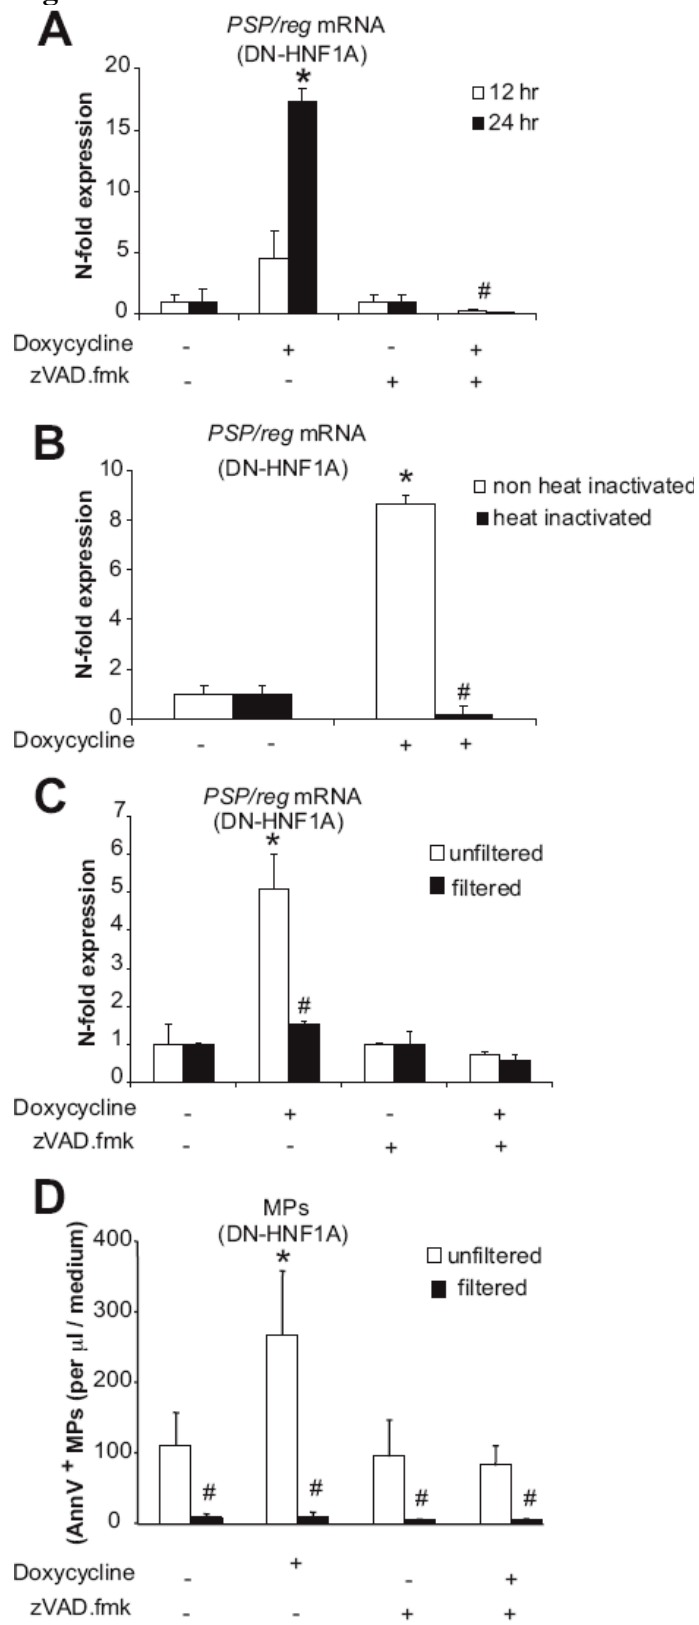 A
PSP/reg mRNA
(DN-HNF1A)
20
15
10
5
0
N-fold expression
*
#
12 hr
24 hr
Doxycycline - + - +
zVAD.fmk - - + +
B
PSP/reg mRNA
(DN-HNF1A)
10
8
6
4
2
0
N-fold expression
*
#
non heat inactivated
heat inactivated
Doxycycline - - + +
C
PSP/reg mRNA
(DN-HNF1A)
7
6
5
4
3
2
1
0
N-fold expression
*
#
unfiltered
filtered
Doxycycline - + - +
zVAD.fmk - - + +
D
MPs
(DN-HNF1A)
400
300
200
100
0
(AnnV + MPs (per µl / medium)
*
# # # #
unfiltered
filtered
Doxycycline - + - +
zVAD.fmk - - + +